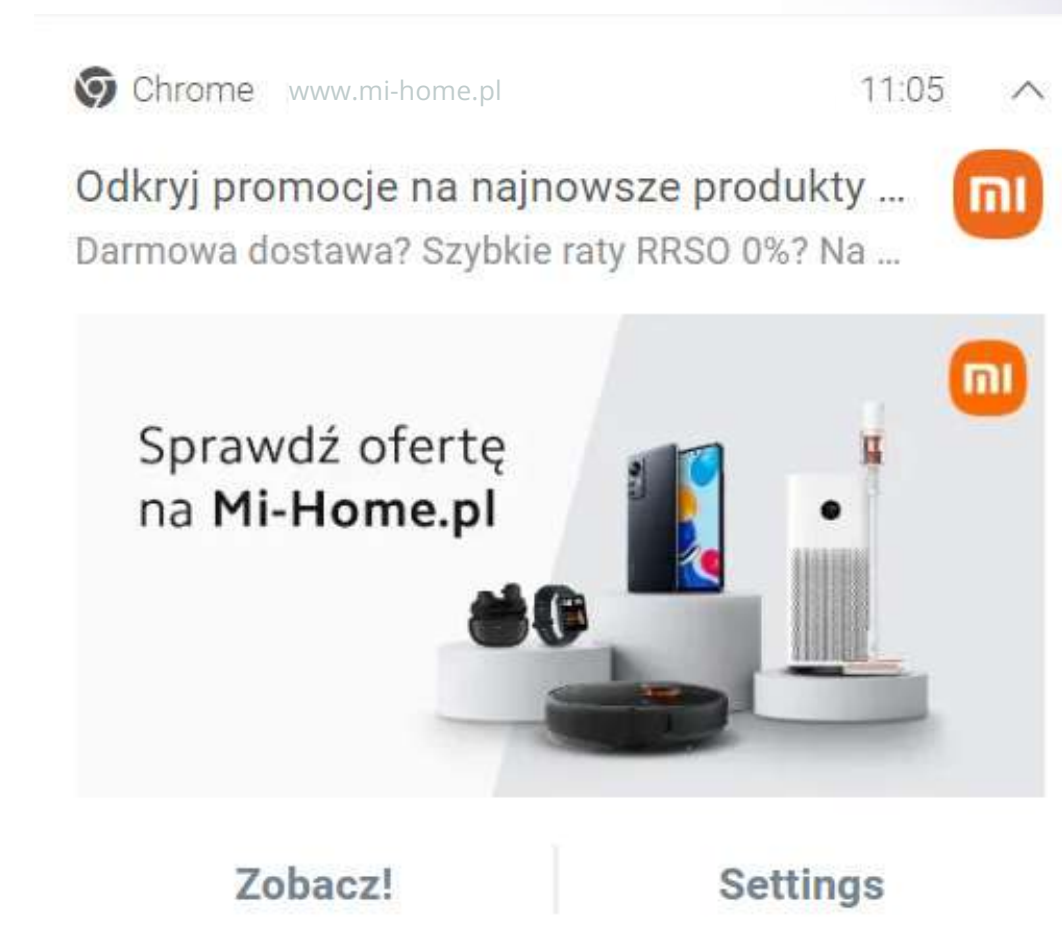 Chrome www.mi-home.pl 11:05
Odkryj promocje na najnowsze produkty ...
Darmowa dostawa? Szybkie raty RRSO 0%? Na ...
mi
mi
Sprawdź ofertę
na Mi-Home.pl
Zobacz! Settings